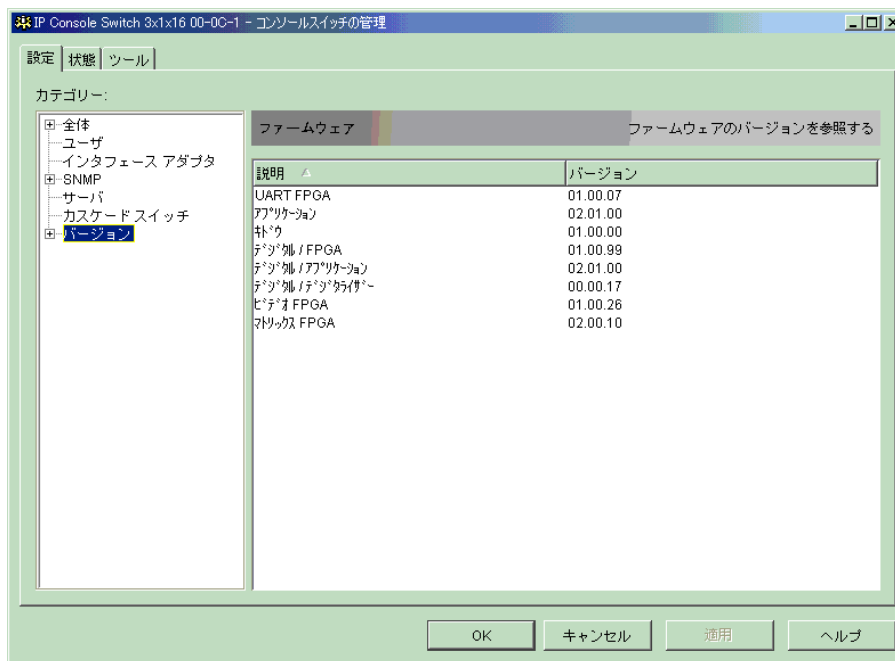 IP Console Switch 3x1x16 00-0C-1 - コンソールスイッチの管理
設定 状態 ツール
カテゴリー:
全体
ユーザ
インタフェース アダプタ
SNMP
サーバ
カスケード スイッチ
バージョン
ファームウェア ファームウェアのバージョンを参照する
説明 バージョン
UART FPGA 01.00.07
ｱﾌﾟﾘｹｰｼｮﾝ 02.01.00
ｷﾄﾞｳ 01.00.00
ﾃﾞｼﾞﾀﾙ / FPGA 01.00.99
ﾃﾞｼﾞﾀﾙ / ｱﾌﾟﾘｹｰｼｮﾝ 02.01.00
ﾃﾞｼﾞﾀﾙ / ﾃﾞｼﾞﾀﾗｲｻﾞｰ 00.00.17
ﾋﾞﾃﾞｵ FPGA 01.00.26
ﾏﾄﾘｯｸｽ FPGA 02.00.10
OK キャンセル 適用 ヘルプ